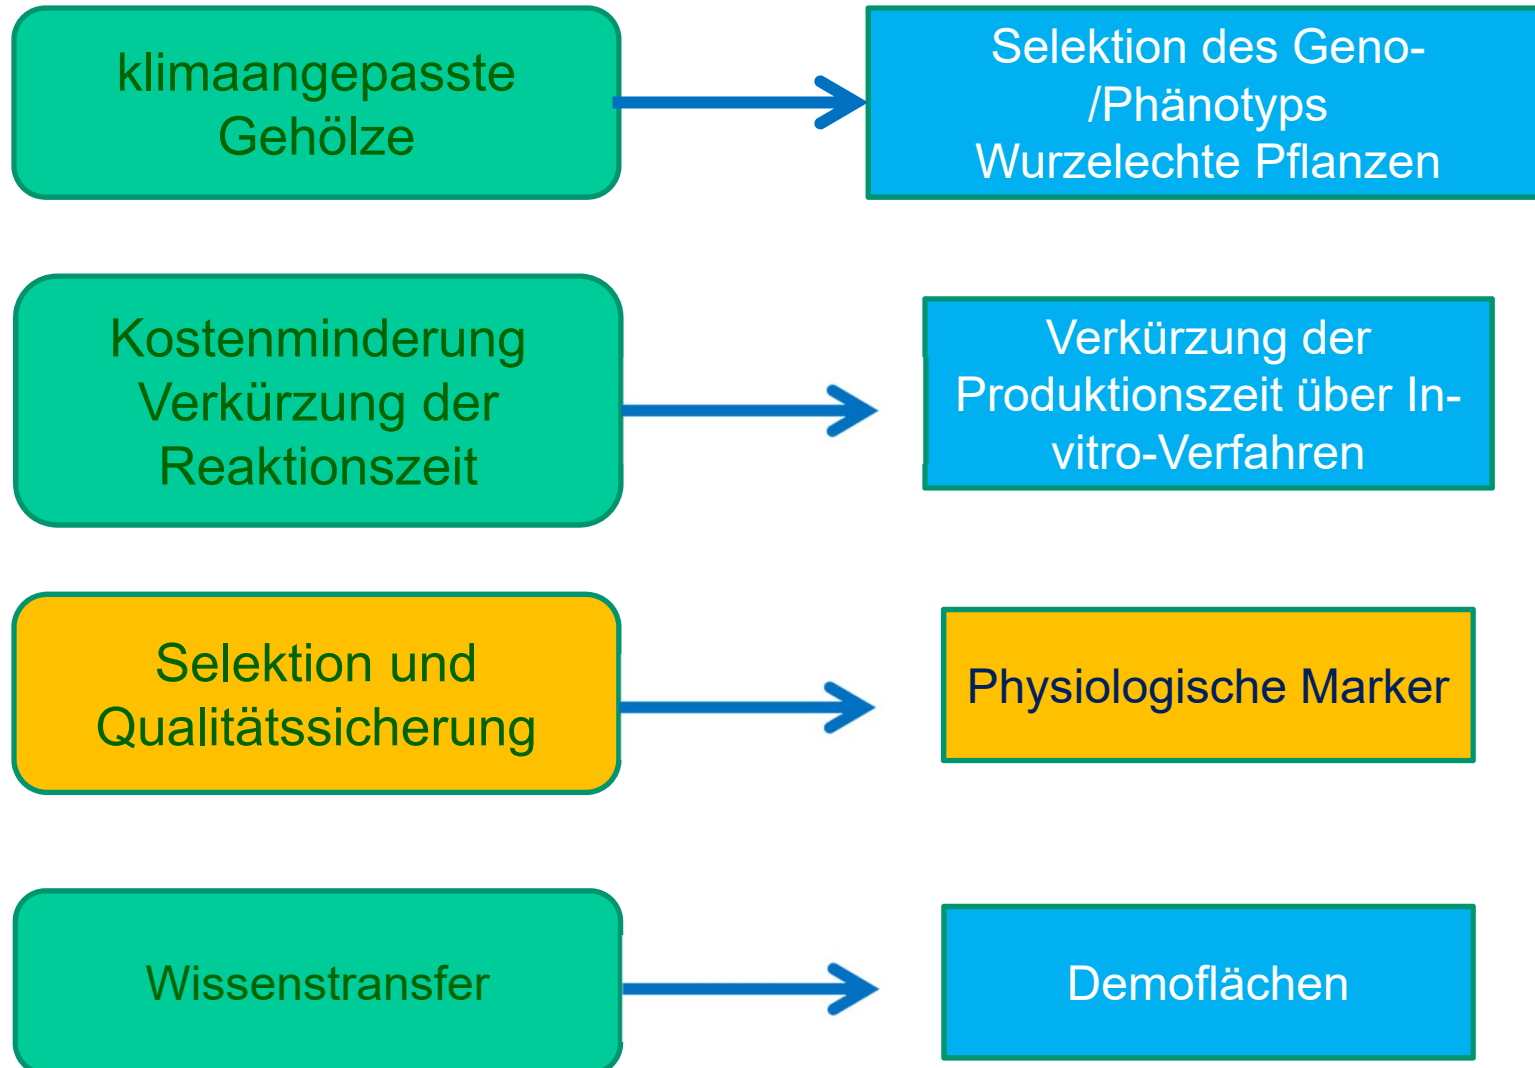 klimaangepasste
Gehölze
Selektion des Geno-
/Phänotyps
Wurzelechte Pflanzen
Kostenminderung
Verkürzung der
Reaktionszeit
Verkürzung der
Produktionszeit über In-
vitro-Verfahren
Selektion und
Qualitätssicherung
Physiologische Marker
Wissenstransfer
Demoflächen